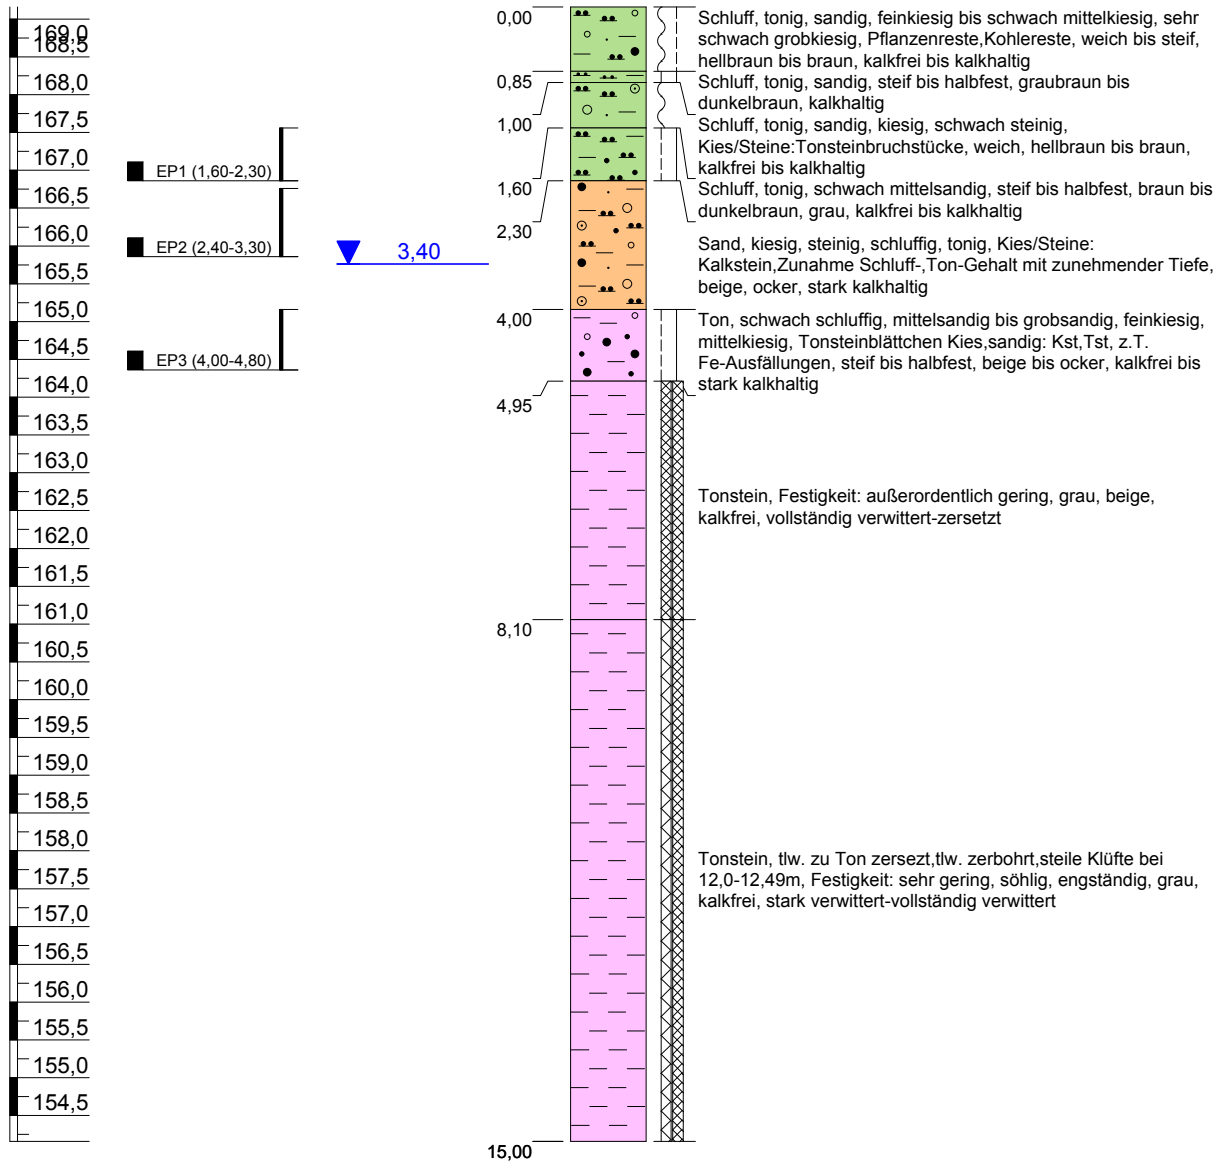 169,0
168,5
168,0
167,5
167,0
166,5
166,0
165,5
165,0
164,5
164,0
163,5
163,0
162,5
162,0
161,5
161,0
160,5
160,0
159,5
159,0
158,5
158,0
157,5
157,0
156,5
156,0
155,5
155,0
154,5
EP1 (1,60-2,30)
EP2 (2,40-3,30)
EP3 (4,00-4,80)
3,40
0,00
0,85
1,00
1,60
2,30
4,00
4,95
8,10
15,00
Schluff, tonig, sandig, feinkiesig bis schwach mittelkiesig, sehr
schwach grobkiesig, Pflanzenreste,Kohlereste, weich bis steif,
hellbraun bis braun, kalkfrei bis kalkhaltig
Schluff, tonig, sandig, steif bis halbfest, graubraun bis
dunkelbraun, kalkhaltig
Schluff, tonig, sandig, kiesig, schwach steinig,
Kies/Steine:Tonsteinbruchstücke, weich, hellbraun bis braun,
kalkfrei bis kalkhaltig
Schluff, tonig, schwach mittelsandig, steif bis halbfest, braun bis
dunkelbraun, grau, kalkfrei bis kalkhaltig
Sand, kiesig, steinig, schluffig, tonig, Kies/Steine:
Kalkstein,Zunahme Schluff-,Ton-Gehalt mit zunehmender Tiefe,
beige, ocker, stark kalkhaltig
Ton, schwach schluffig, mittelsandig bis grobsandig, feinkiesig,
mittelkiesig, Tonsteinblättchen Kies,sandig: Kst,Tst, z.T.
Fe-Ausfällungen, steif bis halbfest, beige bis ocker, kalkfrei bis
stark kalkhaltig
Tonstein, Festigkeit: außerordentlich gering, grau, beige,
kalkfrei, vollständig verwittert-zersetzt
Tonstein, tlw. zu Ton zersezt,tlw. zerbohrt,steile Klüfte bei
12,0-12,49m, Festigkeit: sehr gering, söhlig, engständig, grau,
kalkfrei, stark verwittert-vollständig verwittert